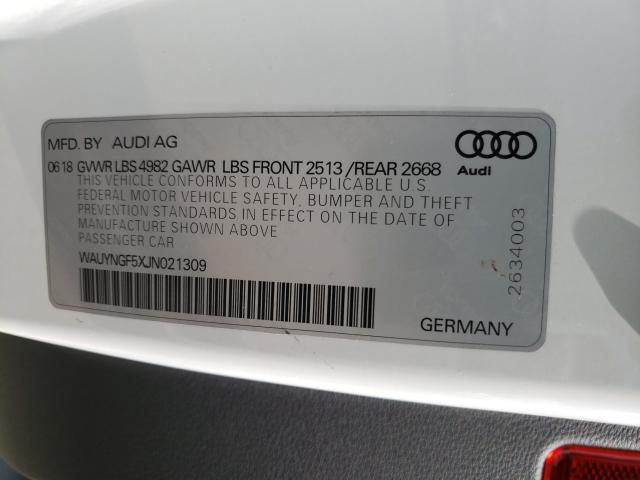 MFD. BY AUDI AG
06 18 GVWR LBS 4982 GAWR LBS FRONT 2513 /REAR 2668
THIS VEHICLE CONFORMS TO ALL APPLICABLE U.S.
FEDERAL MOTOR VEHICLE SAFETY, BUMPER AND THEFT
PREVENTION STANDARDS IN EFFECT ON THE DATE OF
MANUFACTURE SHOWN ABOVE
PASSENGER CAR
WAUYNGF5XJN021309
Audi
2634003
GERMANY